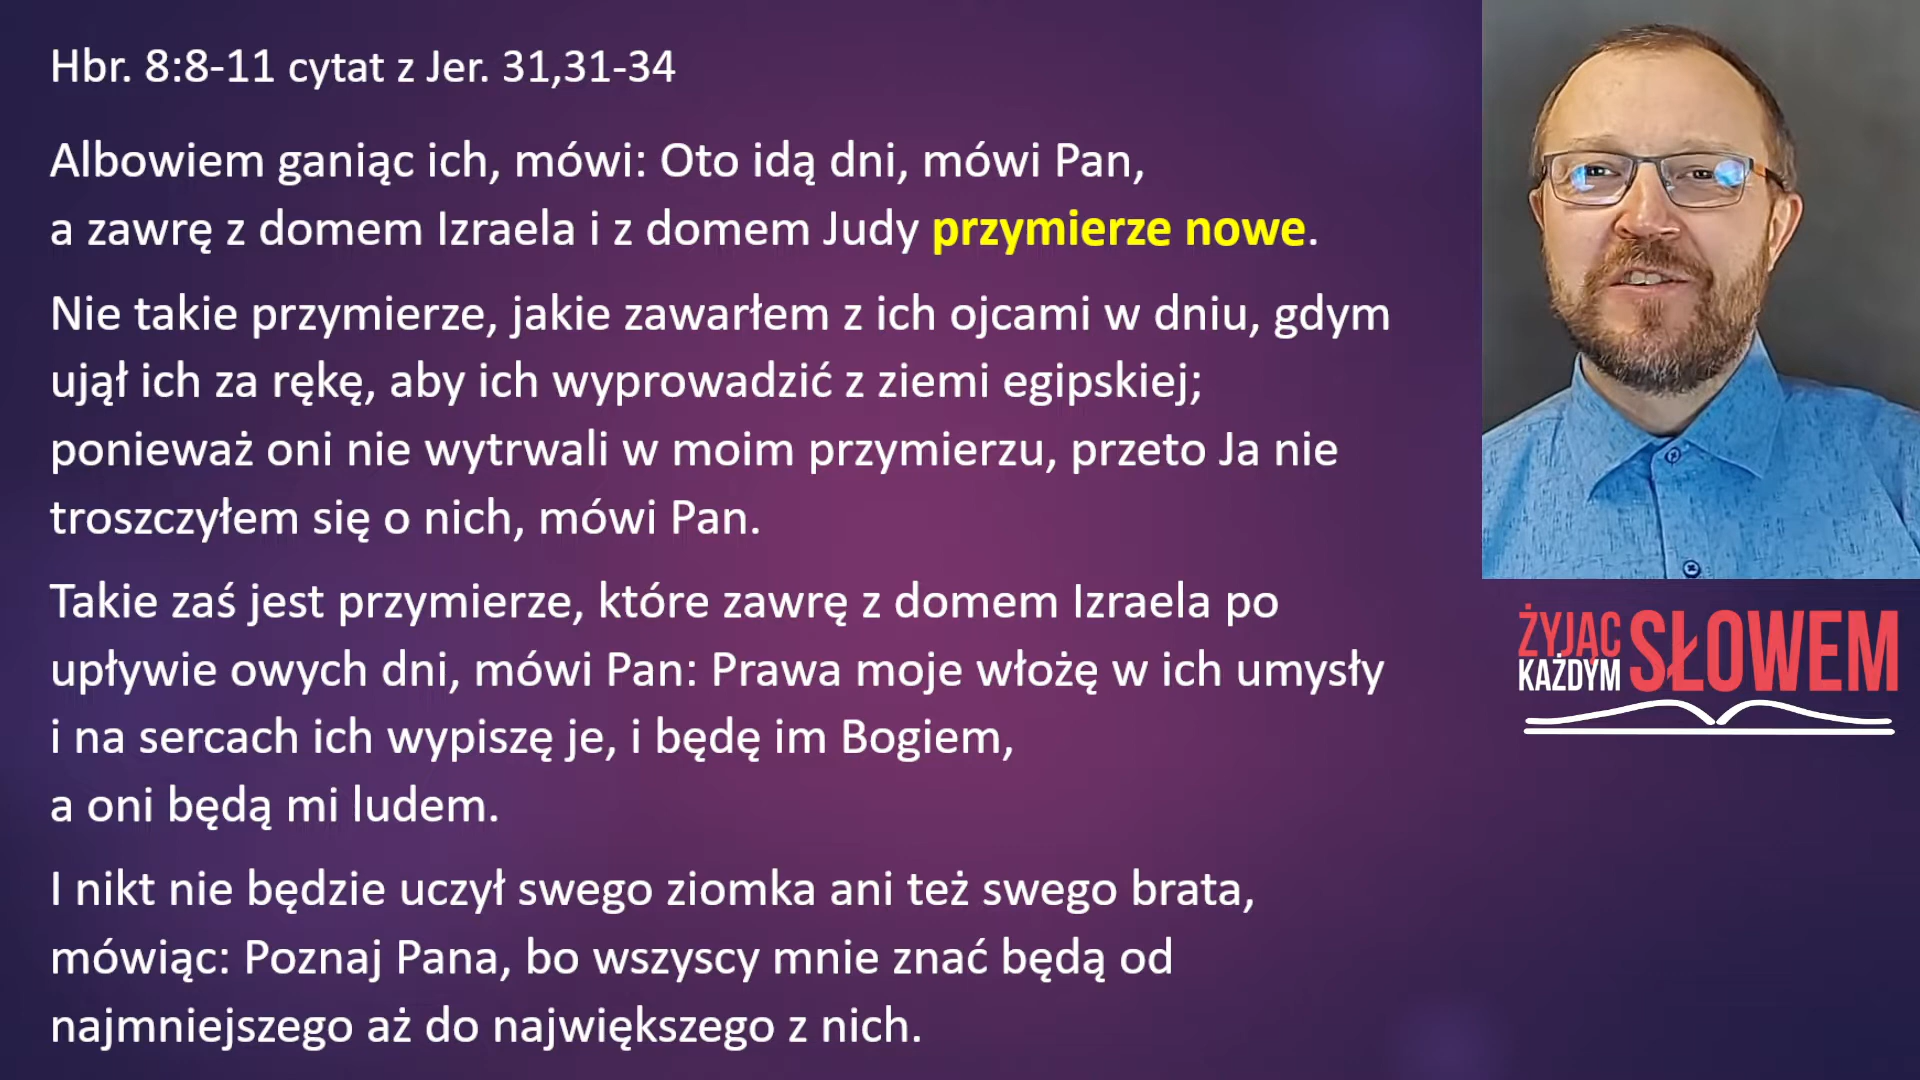 Hbr. 8:8-11 cytat z Jer. 31,31-34
Albowiem ganiąc ich, mówi: Oto idą dni, mówi Pan,
a zawrę z domem Izraela i z domem Judy przymierze nowe.
Nie takie przymierze, jakie zawarłem z ich ojcami w dniu, gdym
ujął ich za rękę, aby ich wyprowadzić z ziemi egipskiej;
ponieważ oni nie wytrwali w moim przymierzu, przeto Ja nie
troszczyłem się o nich, mówi Pan.
Takie zaś jest przymierze, które zawrę z domem Izraela po
upływie owych dni, mówi Pan: Prawa moje włożę w ich umysły
i na sercach ich wypiszę je, i będę im Bogiem,
a oni będą mi ludem.
I nikt nie będzie uczył swego ziomka ani też swego brata,
mówiąc: Poznaj Pana, bo wszyscy mnie znać będą od
najmniejszego aż do największego z nich.
ŻYJĄC
KAŻDYM
SŁOWEM